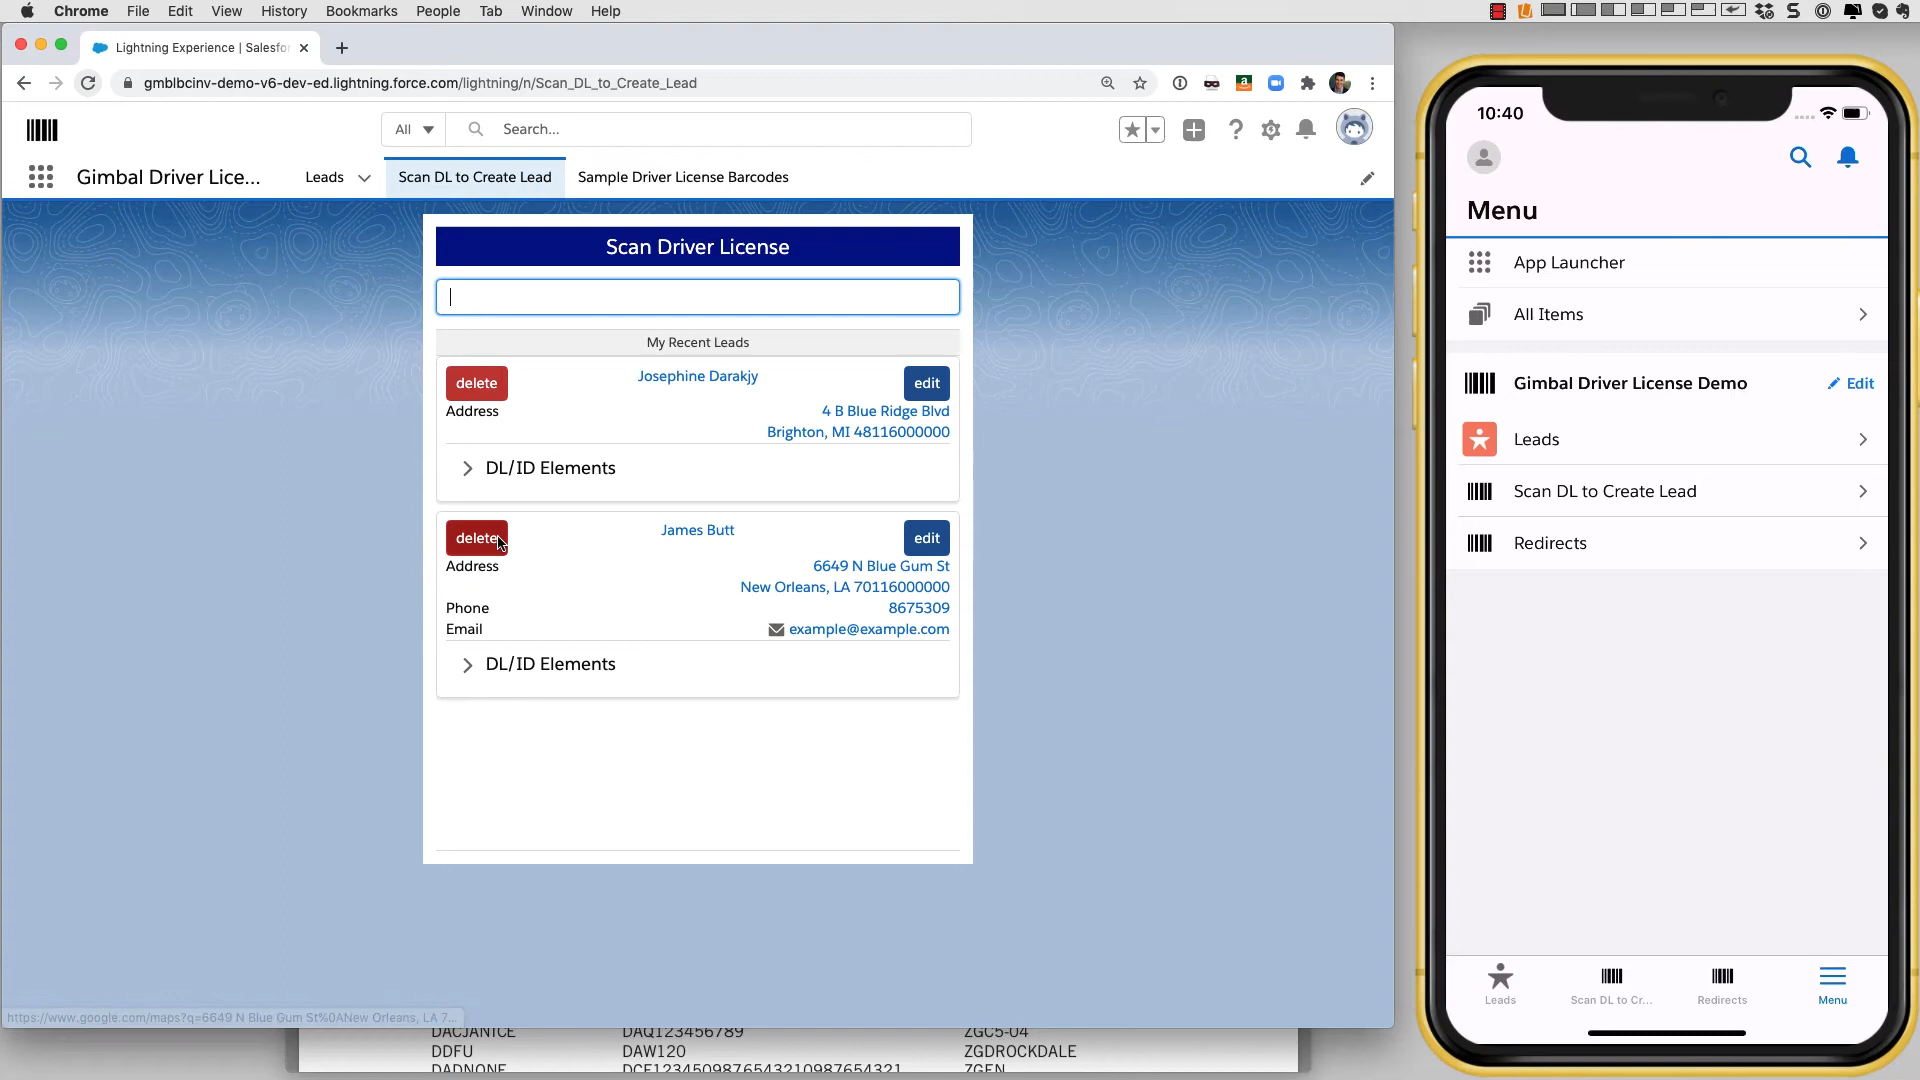 Chrome File Edit View History Bookmarks People Tab Window Help
Lightning Experience | Salesfor
gmblbcinv-demo-v6-dev-ed.lightning.force.com/lightning/n/Scan_DL_to_Create_Lead
All Search...
Gimbal Driver Lice... Leads Scan DL to Create Lead Sample Driver License Barcodes
Scan Driver License
My Recent Leads
delete Josephine Darakjy edit
Address 4 B Blue Ridge Blvd
Brighton, MI 48116000000
DL/ID Elements
delete James Butt edit
Address 6649 N Blue Gum St
New Orleans, LA 70116000000
Phone 8675309
Email example@example.com
DL/ID Elements
https://www.google.com/maps?q=6649 N Blue Gum St%0ANew Orleans, LA 7...
DACJANICE DAQ123456789 ZGC5-04
DDFU DAW120 ZGDROCKDALE
DADNONE DCF12345098765432109876543​21 ZGEN
10:40
Menu
App Launcher
All Items
Gimbal Driver License Demo Edit
Leads
Scan DL to Create Lead
Redirects
Leads Scan DL to Cr... Redirects Menu